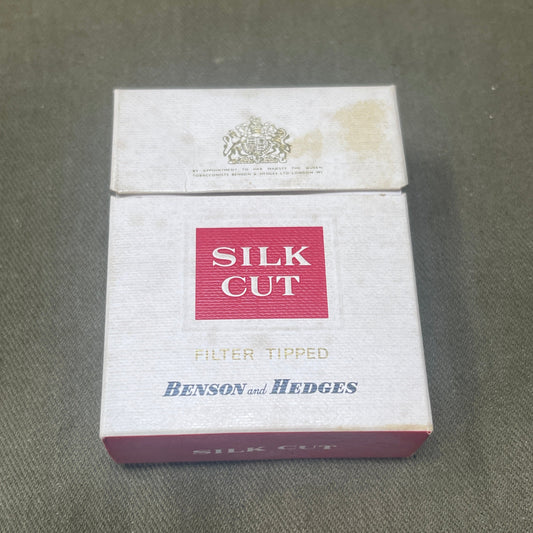 BY APPOINTMENT TO HER MAJESTY THE QUEEN
TOBACCONISTS BENSON & HEDGES LTD LONDON W1
SILK
CUT
FILTER TIPPED
BENSON and HEDGES
SILK CUT